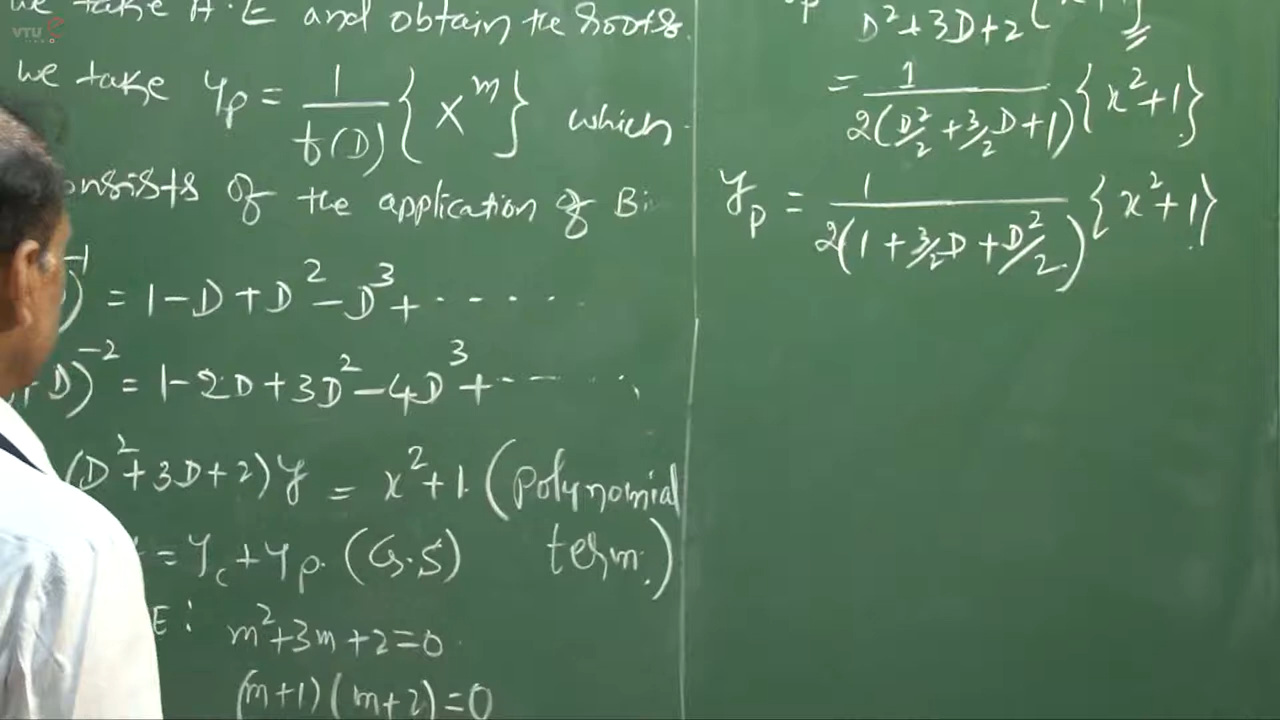 VTU
we take A.E and obtain the roots.
we take yp = 1/f(D) {x^m} which
onsists of the application of Bi
)^-1 = 1-D+D^2-D^3+.....
D)^-2 = 1-2D+3D^2-4D^3+-----
(D^2+3D+2)y = x^2+1 (polynomial
= yc+yp. (G.S) term.)
E: m^2+3m+2=0
(m+1)(m+2)=0
D^2+3D+2
= 1/2(D^2/2 + 3/2 D+1) {x^2+1}
yp = 1/2(1+3/2 D+D^2/2) {x^2+1}